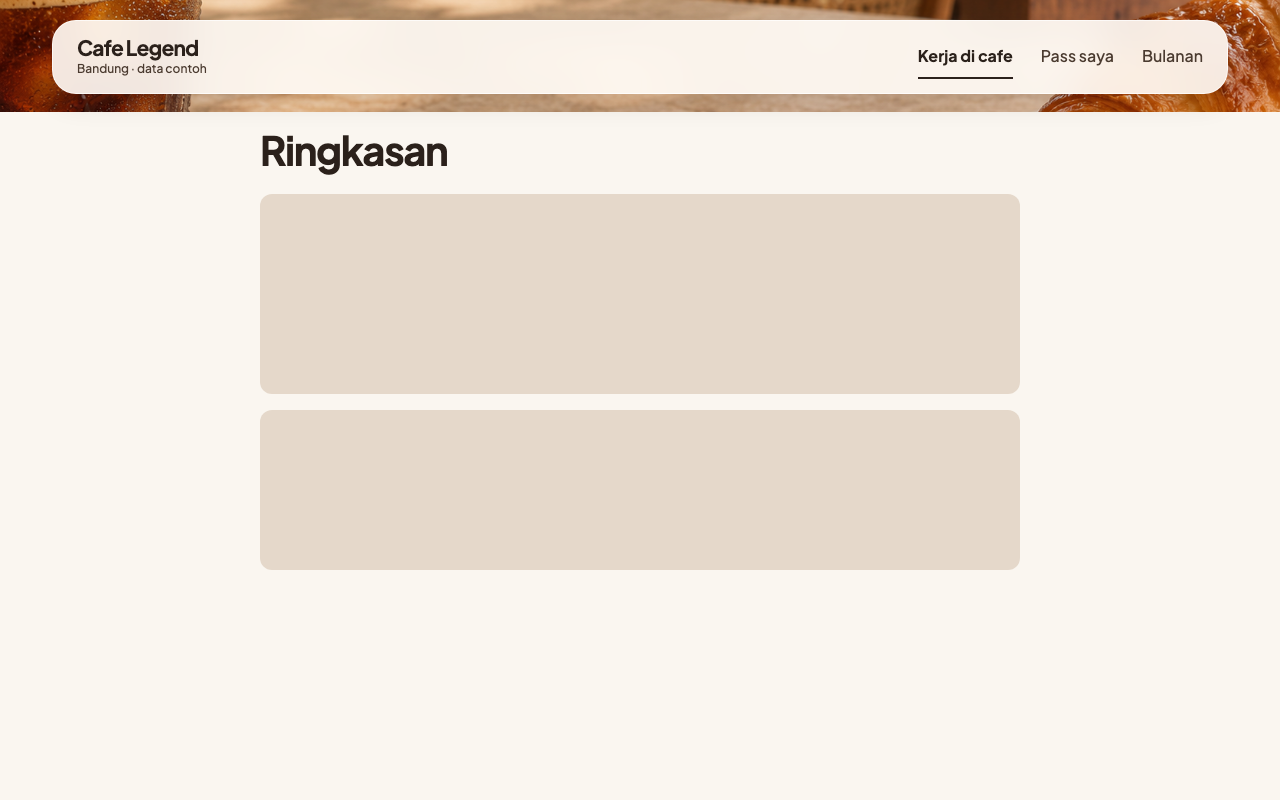 Cafe Legend
Bandung · data contoh
Kerja di cafe
Pass saya
Bulanan
Ringkasan